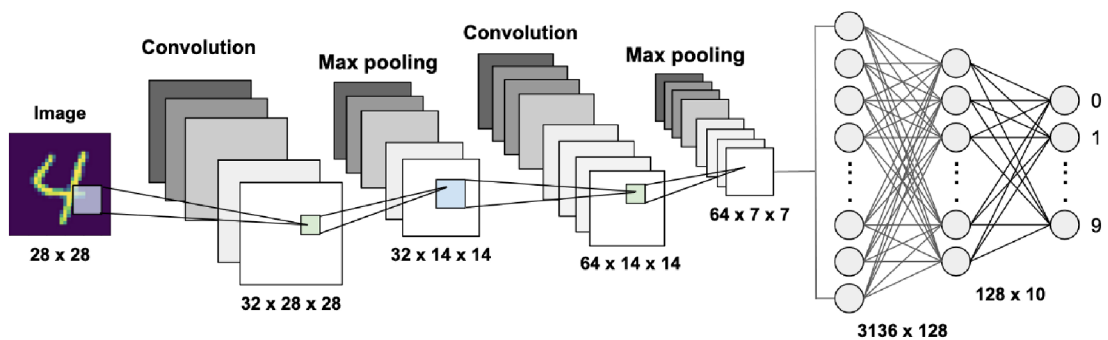 Image
28 x 28
Convolution
32 x 28 x 28
Max pooling
32 x 14 x 14
Convolution
64 x 14 x 14
Max pooling
64 x 7 x 7
3136 x 128
128 x 10
0
1
9